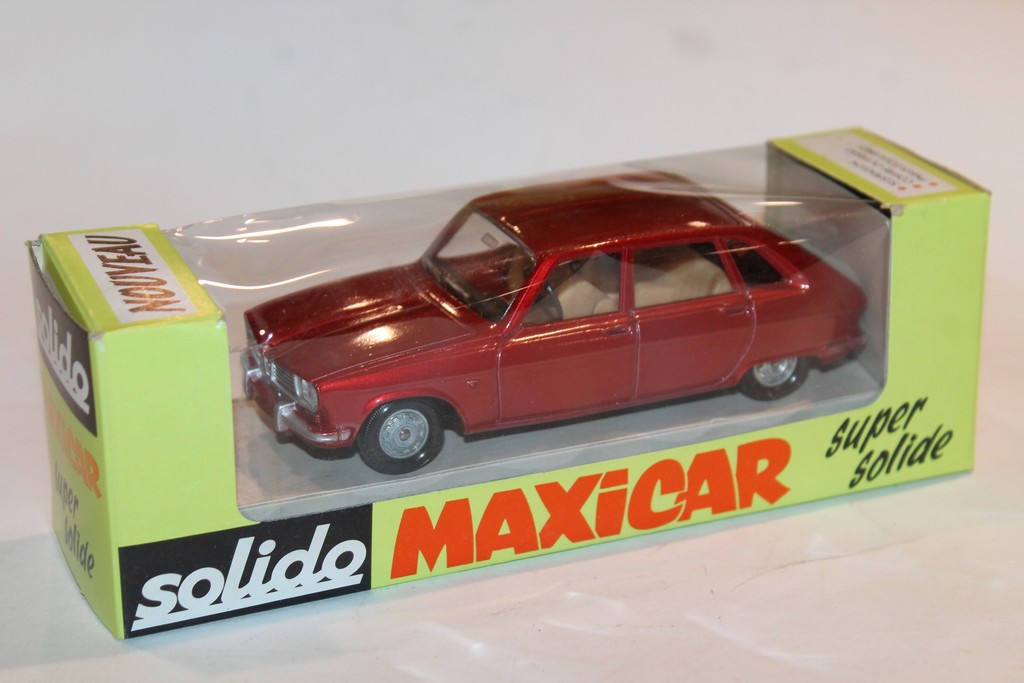 NOUVEAU
solido
MAXiCAR
super
solide
solido
MAXICAR
super
solide